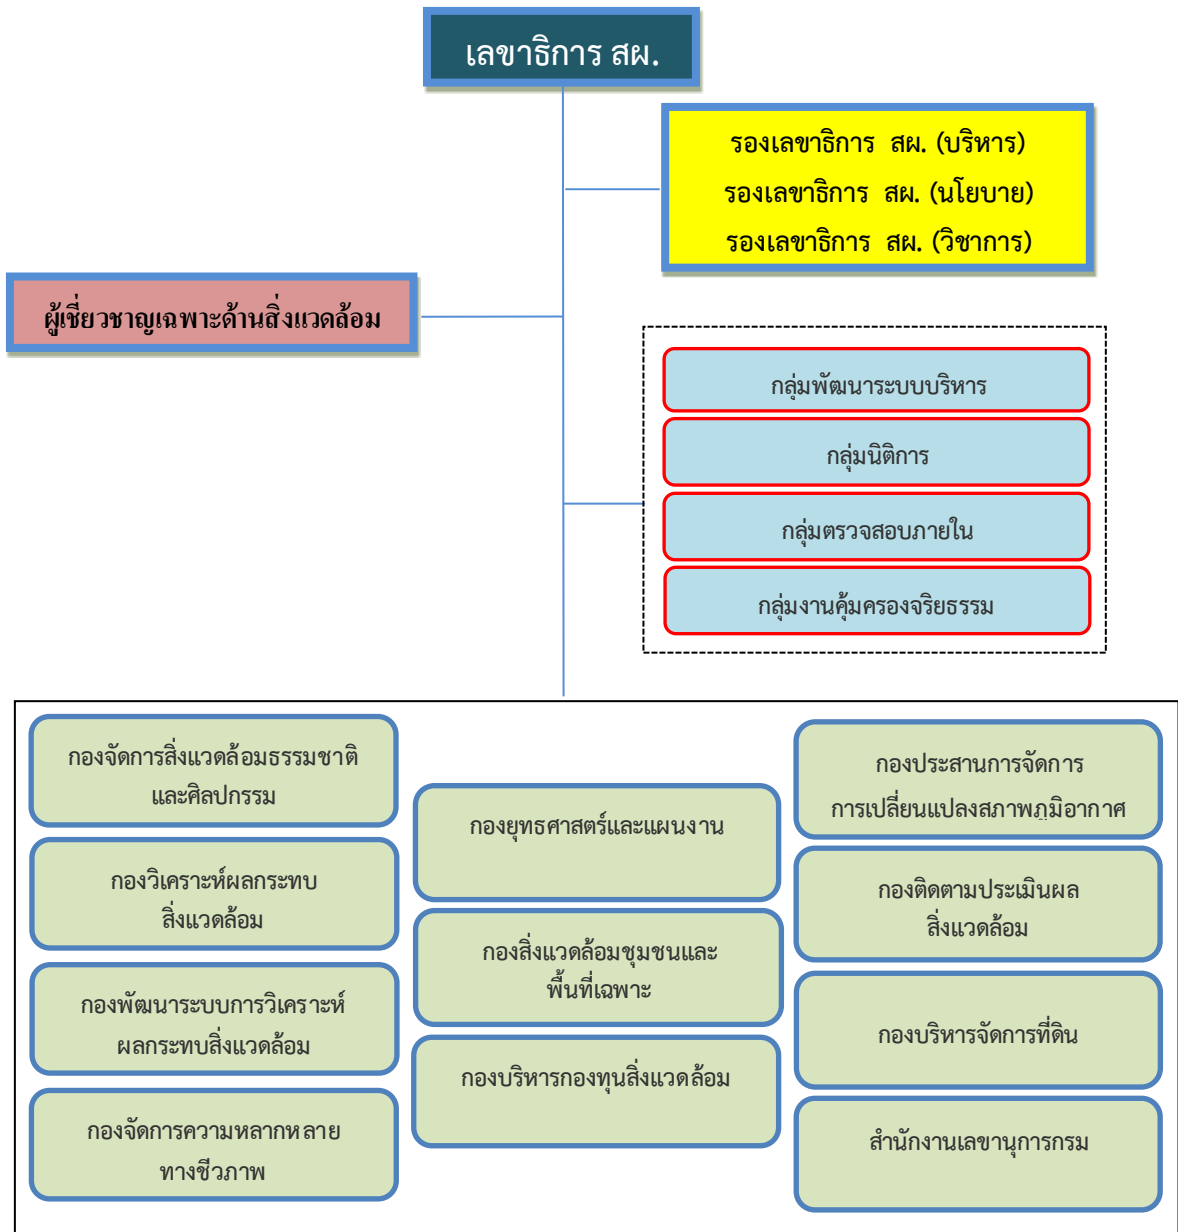 เลขาธิการ สผ.
รองเลขาธิการ สผ. (บริหาร)
รองเลขาธิการ สผ. (นโยบาย)
รองเลขาธิการ สผ. (วิชาการ)
ผู้เชี่ยวชาญเฉพาะด้านสิ่งแวดล้อม
กลุ่มพัฒนาระบบบริหาร
กลุ่มนิติการ
กลุ่มตรวจสอบภายใน
กลุ่มงานคุ้มครองจริยธรรม
กองจัดการสิ่งแวดล้อมธรรมชาติ
และศิลปกรรม
กองวิเคราะห์ผลกระทบ
สิ่งแวดล้อม
กองพัฒนาระบบการวิเคราะห์
ผลกระทบสิ่งแวดล้อม
กองจัดการความหลากหลาย
ทางชีวภาพ
กองยุทธศาสตร์และแผนงาน
กองสิ่งแวดล้อมชุมชนและ
พื้นที่เฉพาะ
กองบริหารกองทุนสิ่งแวดล้อม
กองประสานการจัดการ
การเปลี่ยนแปลงสภาพภูมิอากาศ
กองติดตามประเมินผล
สิ่งแวดล้อม
กองบริหารจัดการที่ดิน
สำนักงานเลขานุการกรม